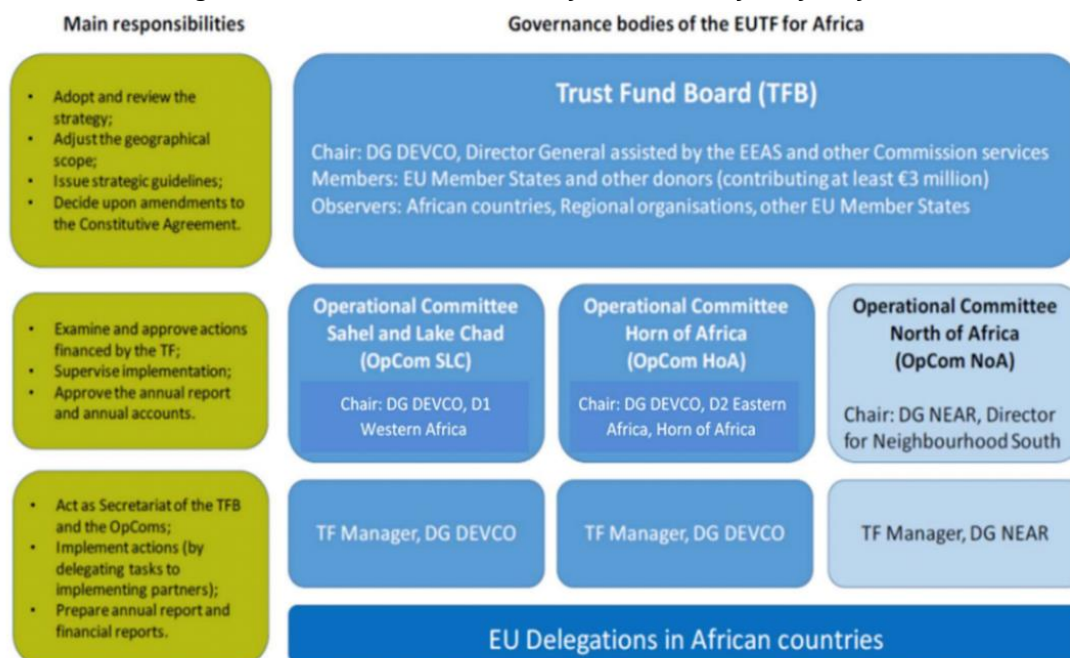 Main responsibilities
Governance bodies of the EUTF for Africa
• Adopt and review the
strategy;
• Adjust the geographical
scope;
• Issue strategic guidelines;
• Decide upon amendments to
the Constitutive Agreement.
Trust Fund Board (TFB)
Chair: DG DEVCO, Director General assisted by the EEAS and other Commission services
Members: EU Member States and other donors (contributing at least €3 million)
Observers: African countries, Regional organisations, other EU Member States
• Examine and approve actions
financed by the TF;
• Supervise implementation;
• Approve the annual report
and annual accounts.
Operational Committee
Sahel and Lake Chad
(OpCom SLC)
Chair: DG DEVCO, D1
Western Africa
Operational Committee
Horn of Africa
(OpCom HoA)
Chair: DG DEVCO, D2 Eastern
Africa, Horn of Africa
Operational Committee
North of Africa
(OpCom NoA)
Chair: DG NEAR, Director
for Neighbourhood South
• Act as Secretariat of the TFB
and the OpComs;
• Implement actions (by
delegating tasks to
implementing partners);
• Prepare annual report and
financial reports.
TF Manager, DG DEVCO
TF Manager, DG DEVCO
TF Manager, DG NEAR
EU Delegations in African countries